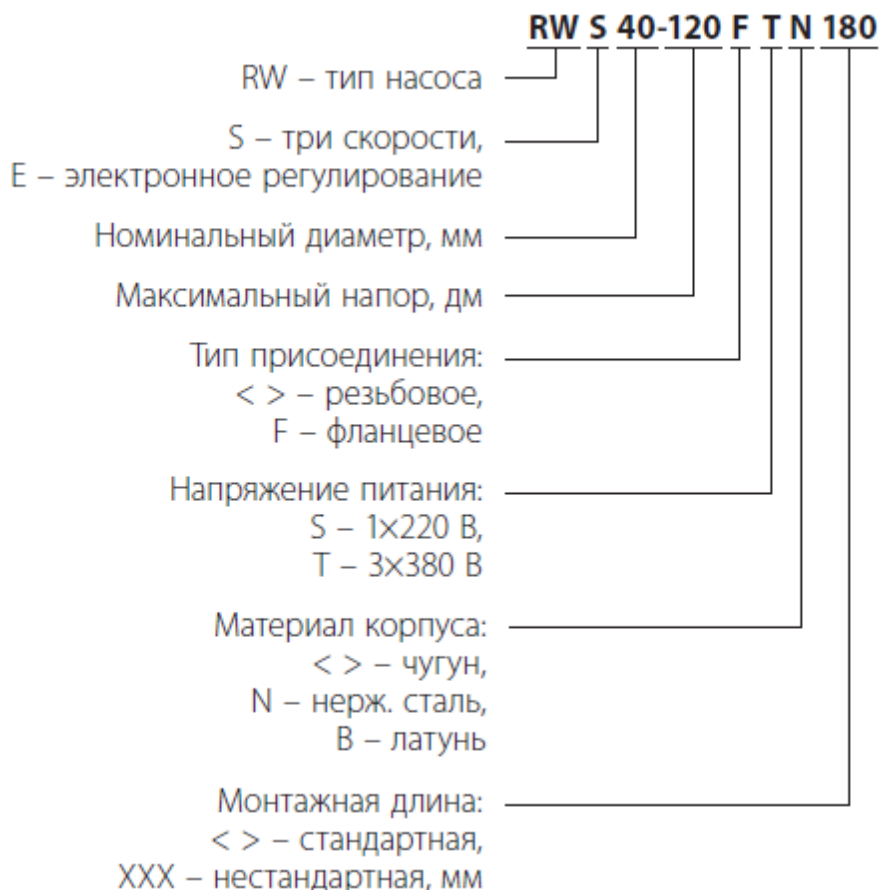 RW S 40-120 F T N 180
RW – тип насоса
S – три скорости,
E – электронное регулирование
Номинальный диаметр, мм
Максимальный напор, дм
Тип присоединения:
< > – резьбовое,
F – фланцевое
Напряжение питания:
S – 1×220 В,
T – 3×380 В
Материал корпуса:
< > – чугун,
N – нерж. сталь,
B – латунь
Монтажная длина:
< > – стандартная,
XXX – нестандартная, мм